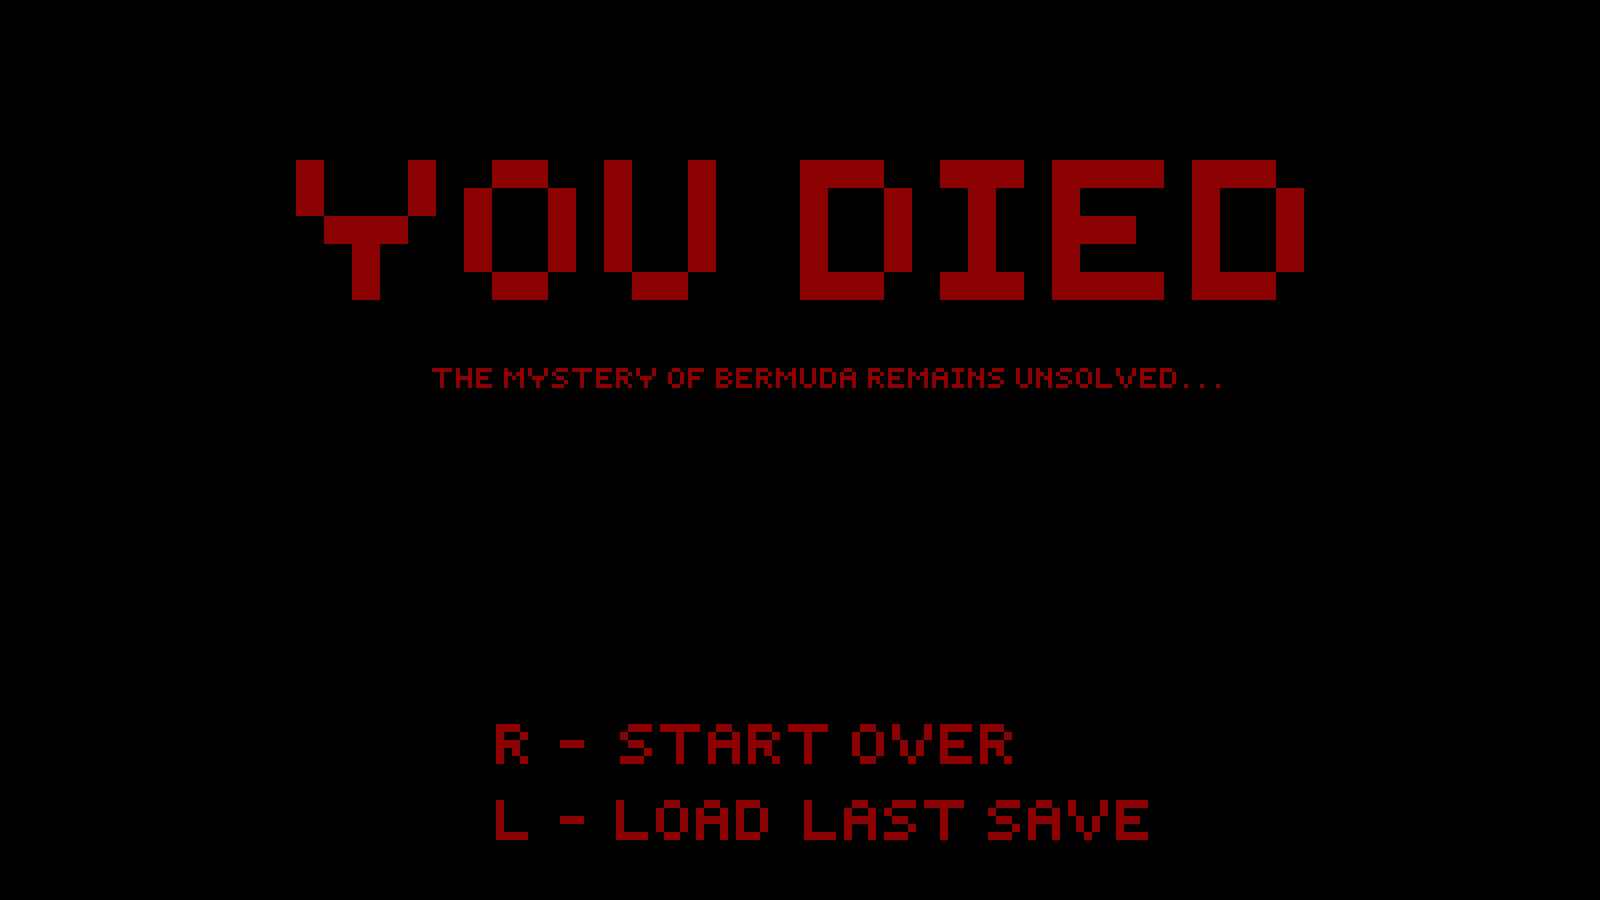 YOU DIED
THE MYSTERY OF BERMUDA REMAINS UNSOLVED...
R - START OVER
L - LOAD LAST SAVE